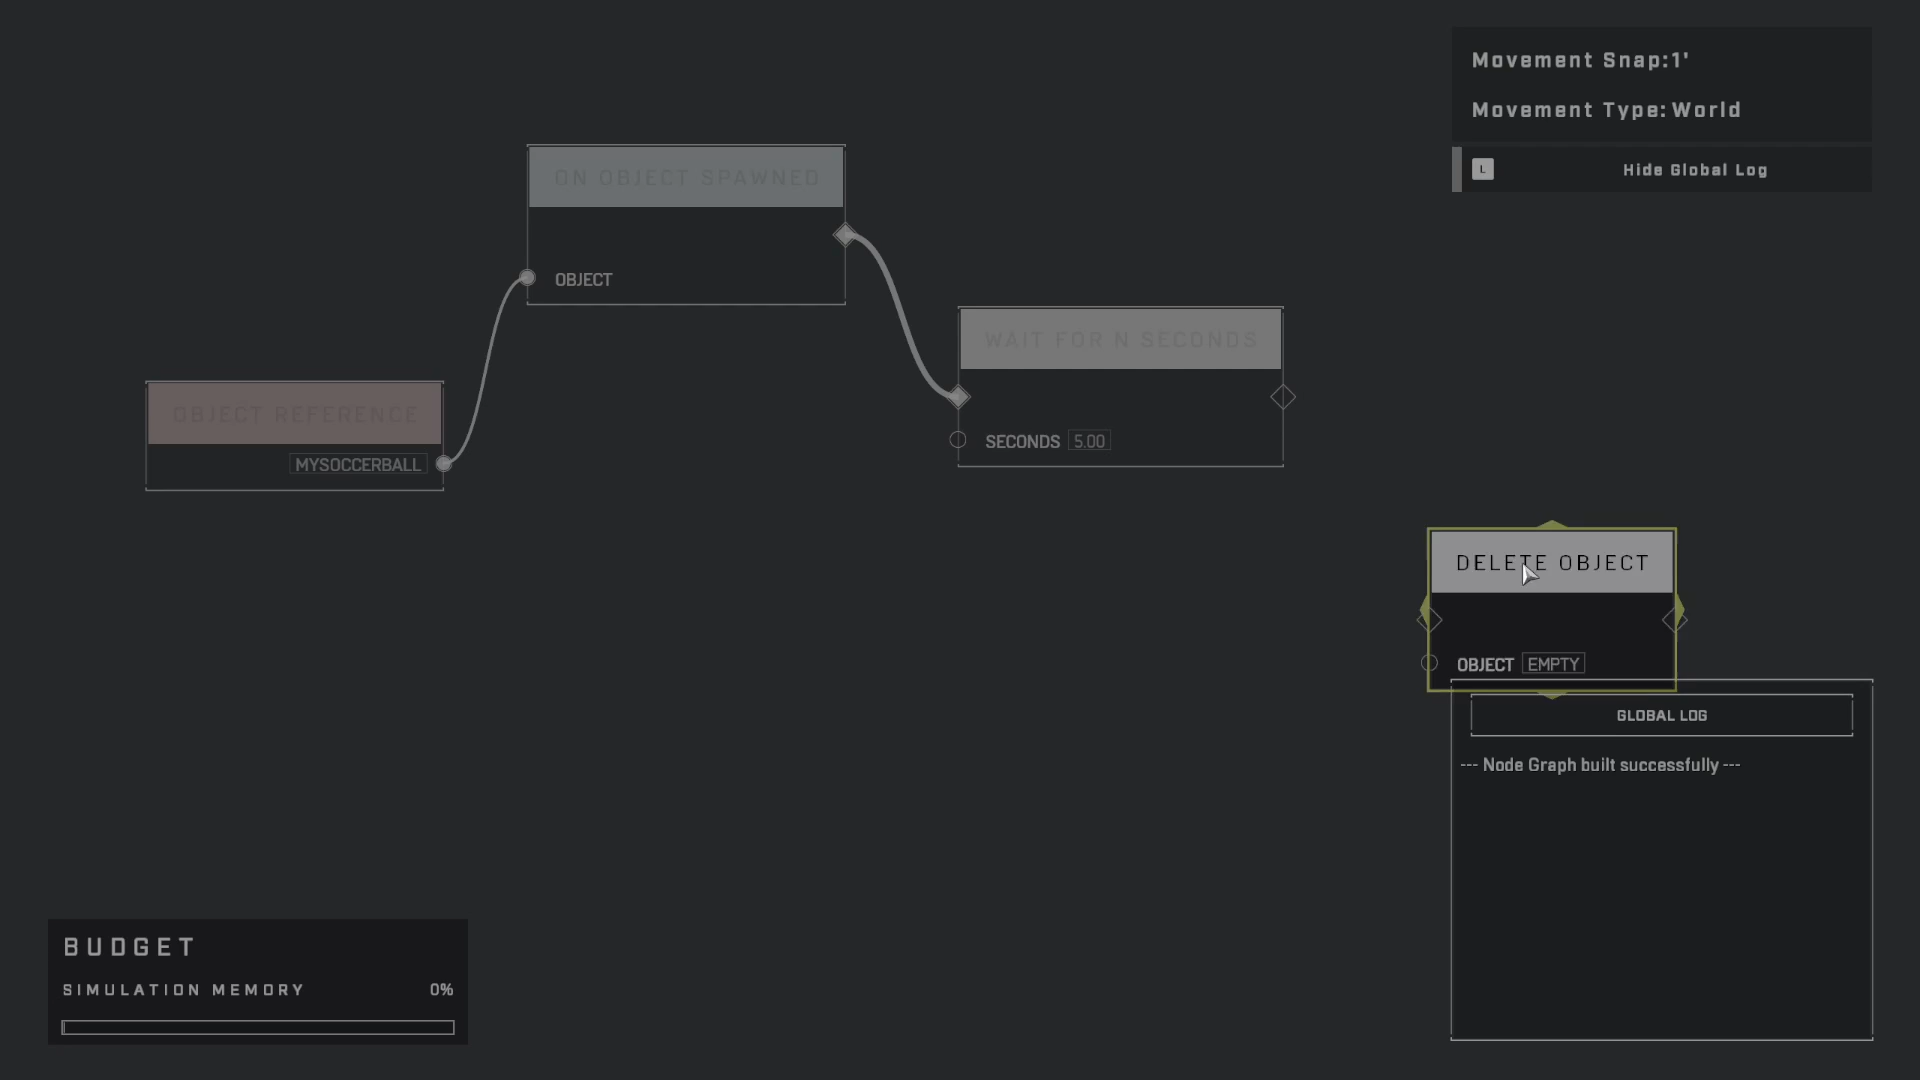 Movement Snap:1'
Movement Type:World
L Hide Global Log
ON OBJECT SPAWNED
OBJECT
WAIT FOR N SECONDS
SECONDS 5.00
OBJECT REFERENCE
MYSOCCERBALL
DELETE OBJECT
OBJECT EMPTY
GLOBAL LOG
--- Node Graph built successfully ---
BUDGET
SIMULATION MEMORY 0%